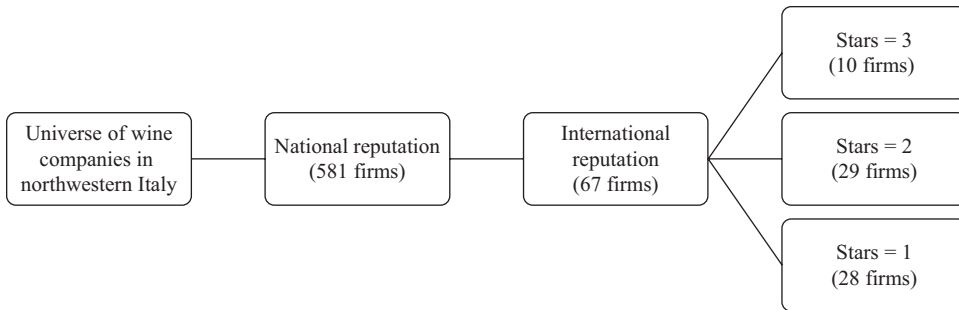 Universe of wine
companies in
northwestern Italy
National reputation
(581 firms)
International
reputation
(67 firms)
Stars = 3
(10 firms)
Stars = 2
(29 firms)
Stars = 1
(28 firms)